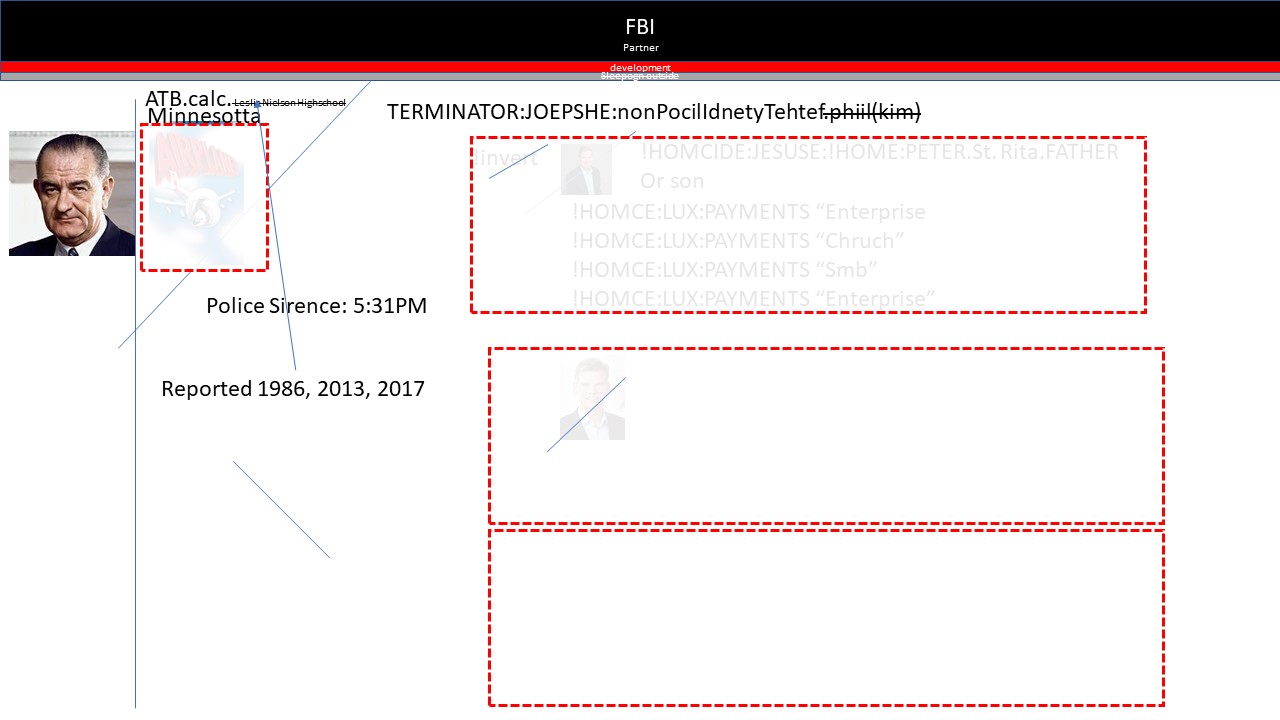 FBI
Partner
development
Sleepogn outside
ATB.calc. Leslie Nielson Highschool
Minnesotta
TERMINATOR:JOEPSHE:nonPocilIdnetyTehtef.phiil(kim)
!invert
!HOMCIDE:JESUSE:!HOME:PETER.St. Rita.FATHER
Or son
!HOMCE:LUX:PAYMENTS “Enterprise
!HOMCE:LUX:PAYMENTS “Chruch”
!HOMCE:LUX:PAYMENTS “Smb”
!HOMCE:LUX:PAYMENTS “Enterprise”
Police Sirence: 5:31PM
Reported 1986, 2013, 2017